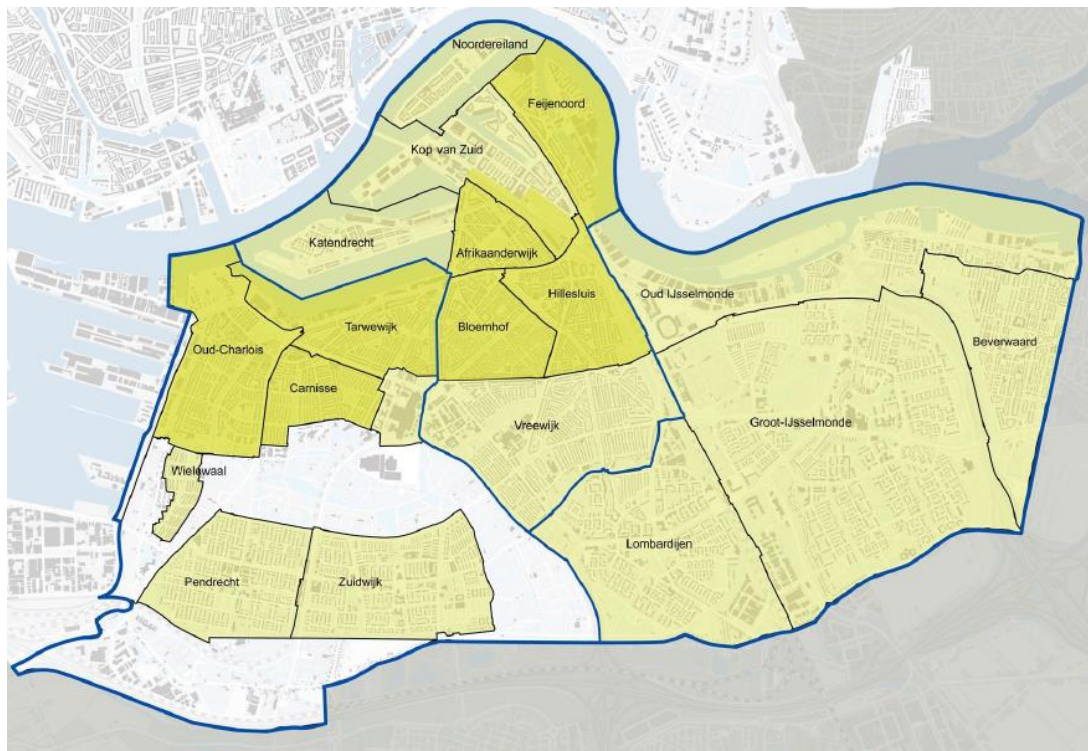 Noordereiland
Feijenoord
Kop van Zuid
Katendrecht
Afrikaanderwijk
Hillesluis
Oud IJsselmonde
Tarwewijk
Bloemhof
Beverwaard
Oud-Charlois
Carnisse
Vreewijk
Groot-IJsselmonde
Wielewaal
Lombardijen
Pendrecht
Zuidwijk